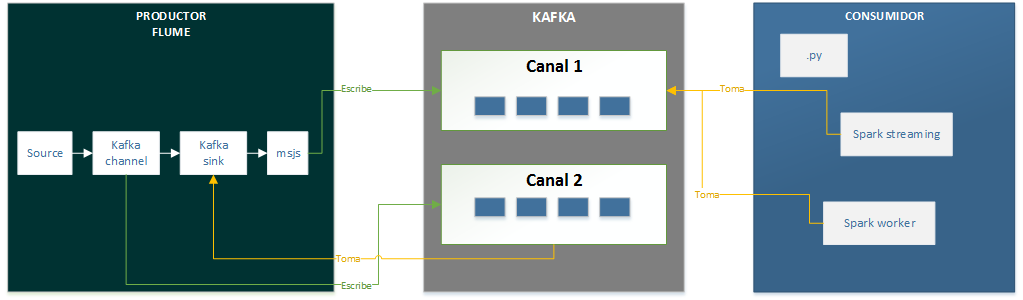 PRODUCTOR
FLUME
Source
Kafka
channel
Kafka
sink
msjs
Escribe
Toma
Escribe
KAFKA
Canal 1
Canal 2
CONSUMIDOR
.py
Toma
Spark streaming
Toma
Spark worker